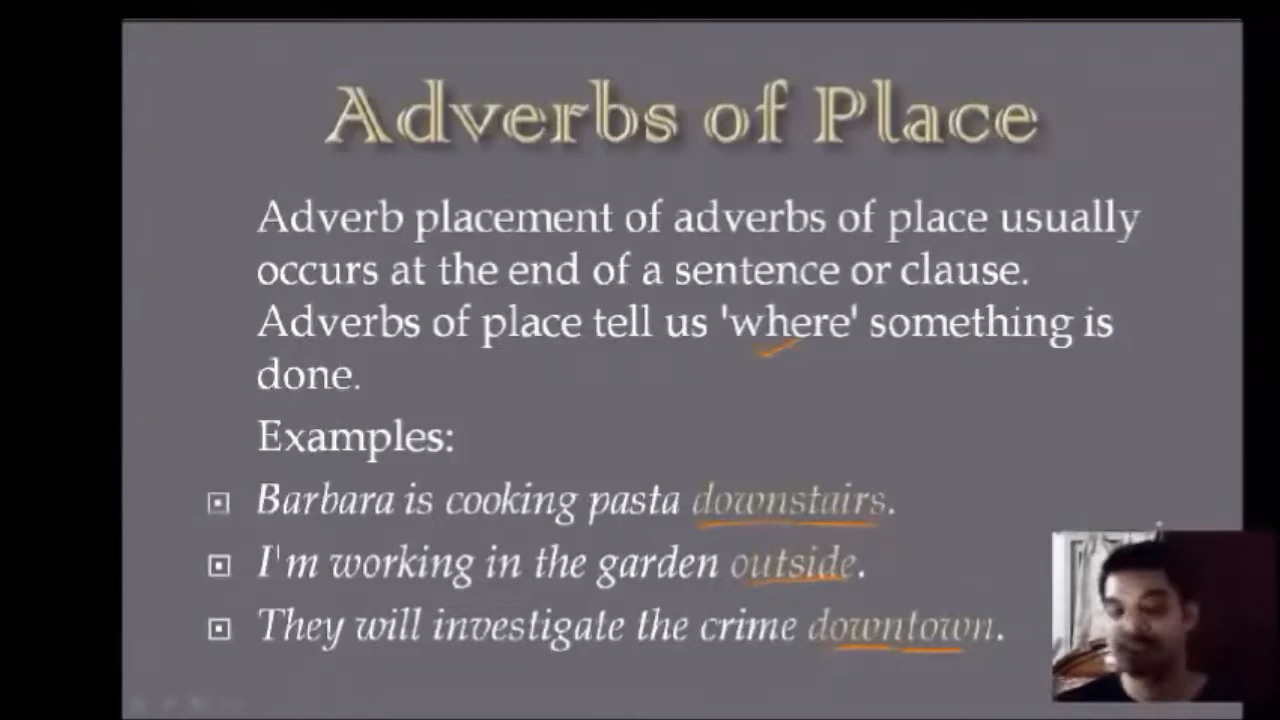 Adverbs of Place
Adverb placement of adverbs of place usually
occurs at the end of a sentence or clause.
Adverbs of place tell us 'where' something is
done.
Examples:
Barbara is cooking pasta downstairs.
I'm working in the garden outside.
They will investigate the crime downtown.